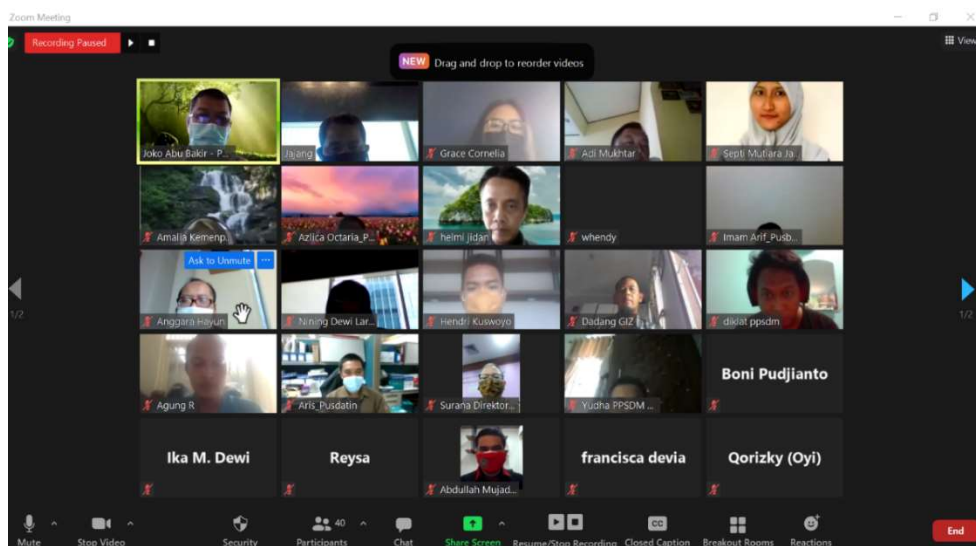 Zoom Meeting
Recording Paused
View
NEW Drag and drop to reorder videos
Joko Abu Bakir - P...
Jajang
Grace Cornelia
Adi Mukhtar
Septi Mutiara Ja...
Amalia Kemenp...
Azlica Octaria_P...
helmi jidan
whendy
Imam Arif_Pusb...
Ask to Unmute ...
Anggara Hayun
Nining Dewi Lar...
Hendri Kuswoyo
Dadang GIZ
diklat ppsdm
1/2
1/2
Agung R
Aris_Pusdatin
Surana Direktor...
Yudha PPSDM ...
Boni Pudjianto
Ika M. Dewi
Reysa
Abdullah Mujad...
francisca devia
Qorizky (Oyi)
Mute
Stop Video
Security
Participants
40
Chat
Share Screen
Resume/Stop Recording
CC
Closed Caption
Breakout Rooms
Reactions
End